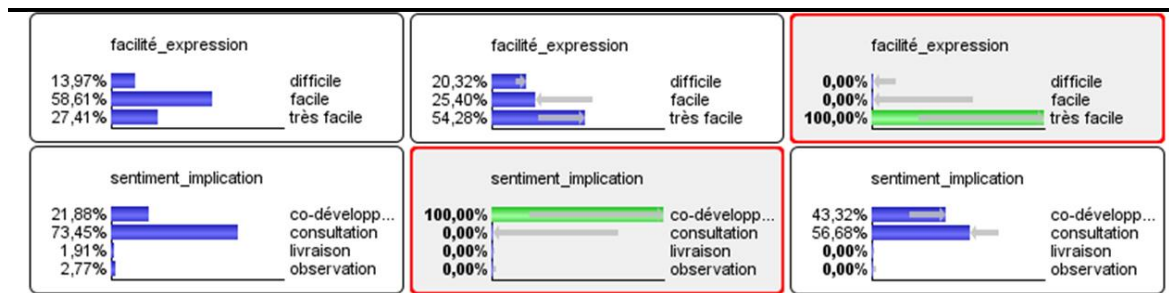 facilité_expression
13,97% difficile
58,61% facile
27,41% très facile
facilité_expression
20,32% difficile
25,40% facile
54,28% très facile
facilité_expression
0,00% difficile
0,00% facile
100,00% très facile
sentiment_implication
21,88% co-développ...
73,45% consultation
1,91% livraison
2,77% observation
sentiment_implication
100,00% co-développ...
0,00% consultation
0,00% livraison
0,00% observation
sentiment_implication
43,32% co-développ...
56,68% consultation
0,00% livraison
0,00% observation